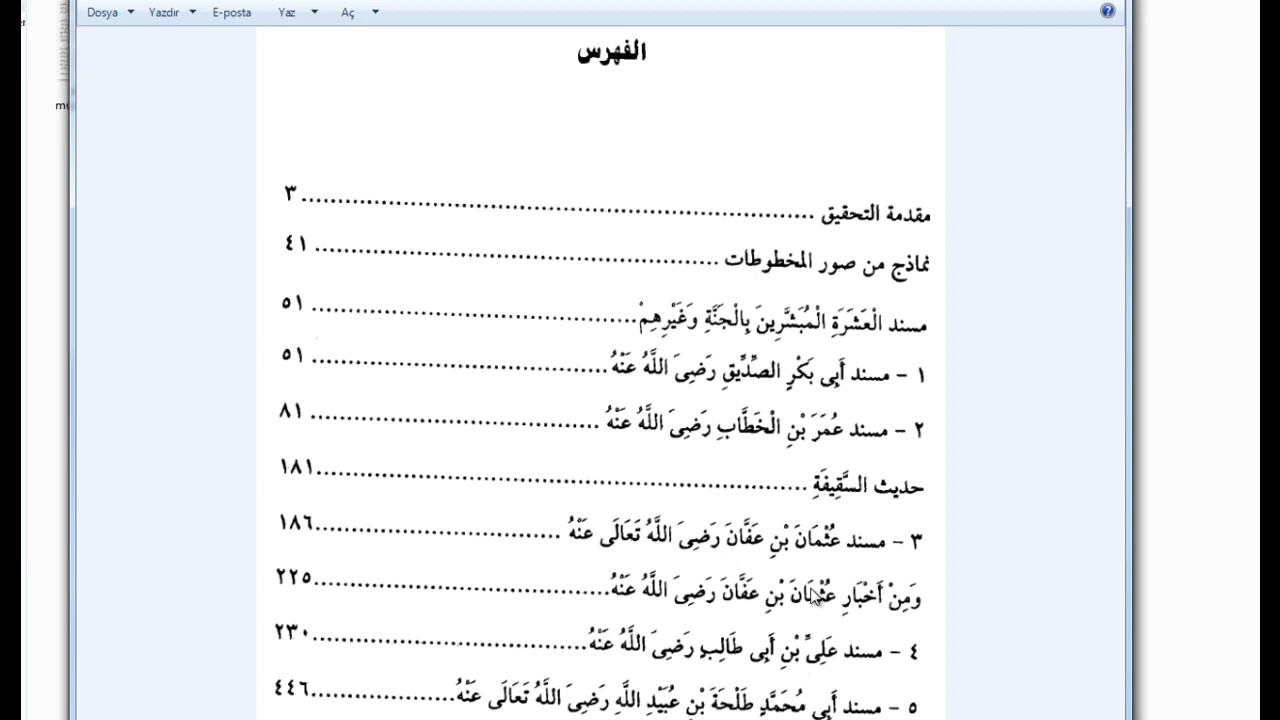 Dosya Yazdır E-posta Yaz Aç
الفهرس
مقدمة التحقيق ................ ٣
نماذج من صور المخطوطات ................ ٤١
مسند الْعَشَرَةِ الْمُبَشَّرِينَ بِالْجَنَّةِ وَغَيْرِهِمْ ................ ٥١
١ - مسند أَبِى بَكْرٍ الصِّدِّيقِ رَضِىَ اللَّهُ عَنْهُ ................ ٥١
٢ - مسند عُمَرَ بْنِ الْخَطَّابِ رَضِىَ اللَّهُ عَنْهُ ................ ٨١
حديث السَّقِيفَةِ ................ ١٨١
٣ - مسند عُثْمَانَ بْنِ عَفَّانَ رَضِىَ اللَّهُ تَعَالَى عَنْهُ ................ ١٨٦
وَمِنْ أَخْبَارِ عُثْمَانَ بْنِ عَفَّانَ رَضِىَ اللَّهُ عَنْهُ ................ ٢٢٥
٤ - مسند عَلِىِّ بْنِ أَبِى طَالِبٍ رَضِىَ اللَّهُ عَنْهُ ................ ٢٣٠
٥ - مسند أَبِي مُحَمَّدٍ طَلْحَةَ بْنِ عُبَيْدِ اللَّهِ رَضِىَ اللَّهُ تَعَالَى عَنْهُ ................ ٤٤٦